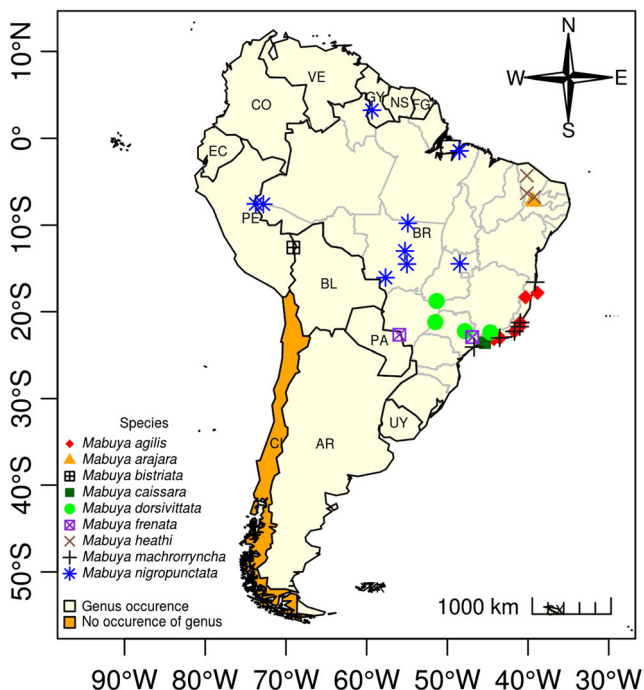 10°N
0°
10°S
20°S
30°S
40°S
50°S
N
W E
S
VE
CO
GY NS FG
EC
PE
BR
BL
PA
CI
AR
UY
Species
Mabuya agilis
Mabuya arajara
Mabuya bistriata
Mabuya caissara
Mabuya dorsivittata
Mabuya frenata
Mabuya heathi
Mabuya machrorryncha
Mabuya nigropunctata
Genus occurence
No occurence of genus
1000 km
90°W 80°W 70°W 60°W 50°W 40°W 30°W